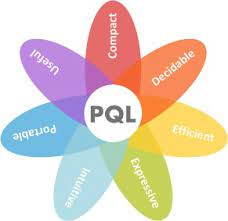 Compact
Decidable
Efficient
Expressive
Intuitive
Portable
Useful
PQL